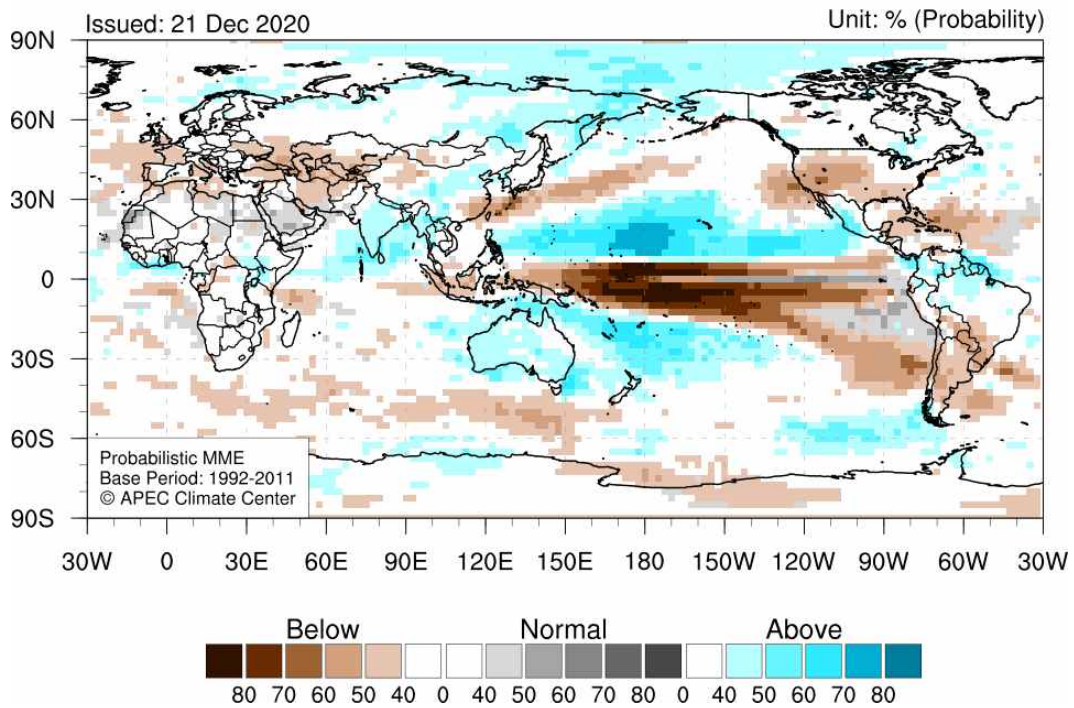 Issued: 21 Dec 2020 Unit: % (Probability)
90N
60N
30N
0
30S
60S
90S
Probabilistic MME
Base Period: 1992-2011
© APEC Climate Center
30W 0 30E 60E 90E 120E 150E 180 150W 120W 90W 60W 30W
Below Normal Above
80 70 60 50 40 0 40 50 60 70 80 0 40 50 60 70 80